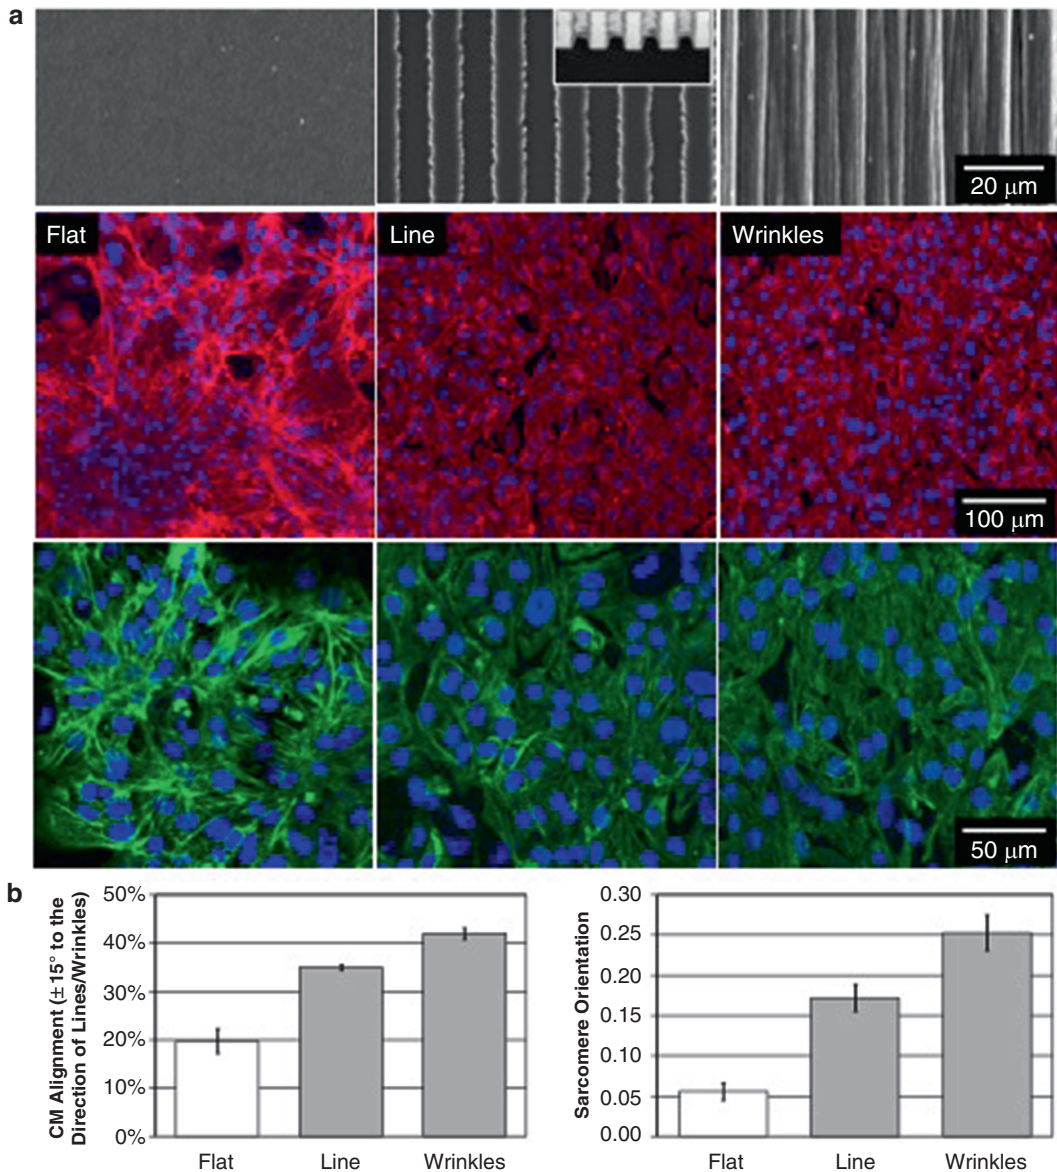 a
20 μm
Flat
Line
Wrinkles
100 μm
50 μm
b
CM Alignment (± 15° to the
Direction of Lines/Wrinkles)
50%
40%
30%
20%
10%
0%
Flat
Line
Wrinkles
Sarcomere Orientation
0.30
0.25
0.20
0.15
0.10
0.05
0.00
Flat
Line
Wrinkles